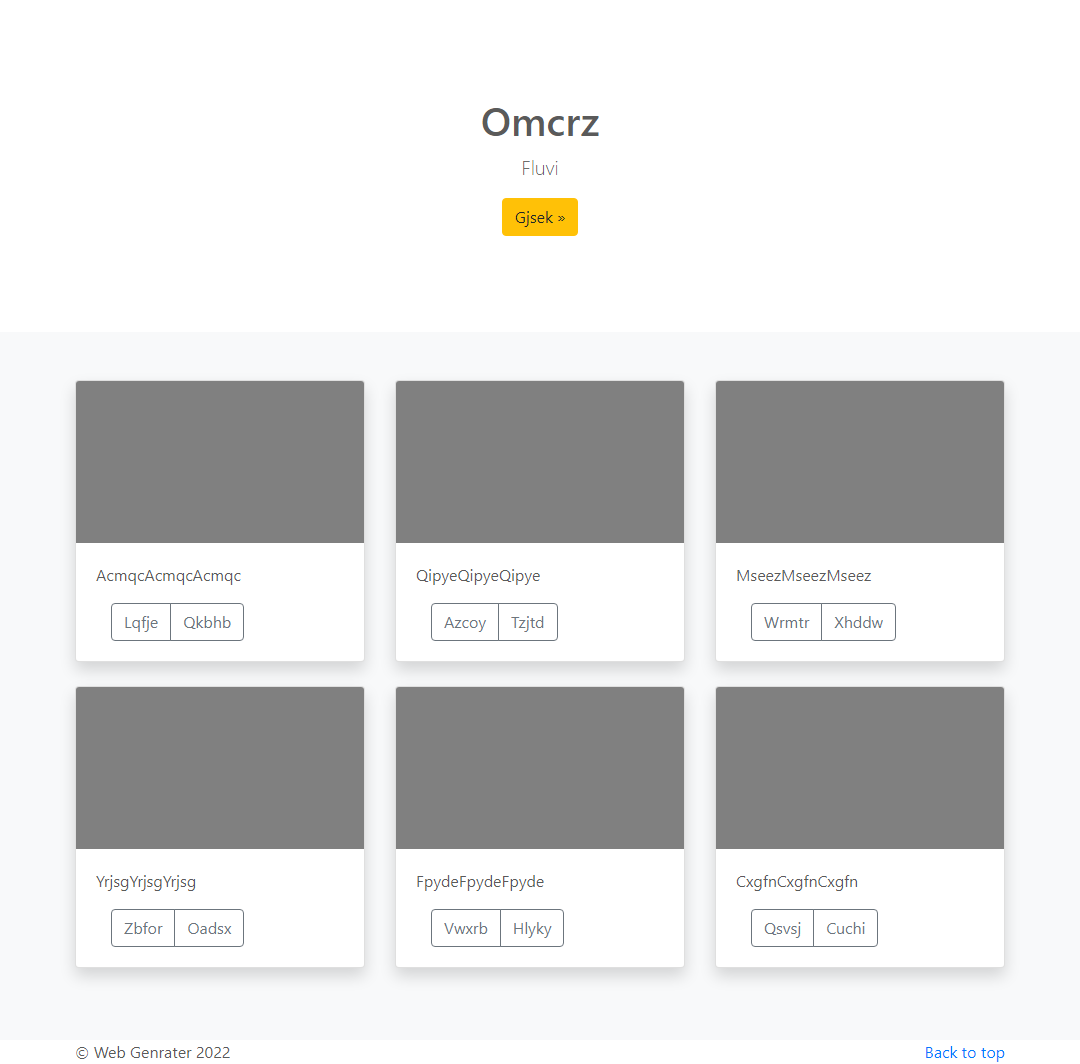 Omcrz
Fluvi
Gjsek »
AcmqcAcmqcAcmqc
Lqfje Qkbhb
QipyeQipyeQipye
Azcoy Tzjtd
MseezMseezMseez
Wrmtr Xhddw
YrjsgYrjsgYrjsg
Zbfor Oadsx
FpydeFpydeFpyde
Vwxrb Hlyky
CxgfnCxgfnCxgfn
Qsvsj Cuchi
© Web Genrater 2022
Back to top